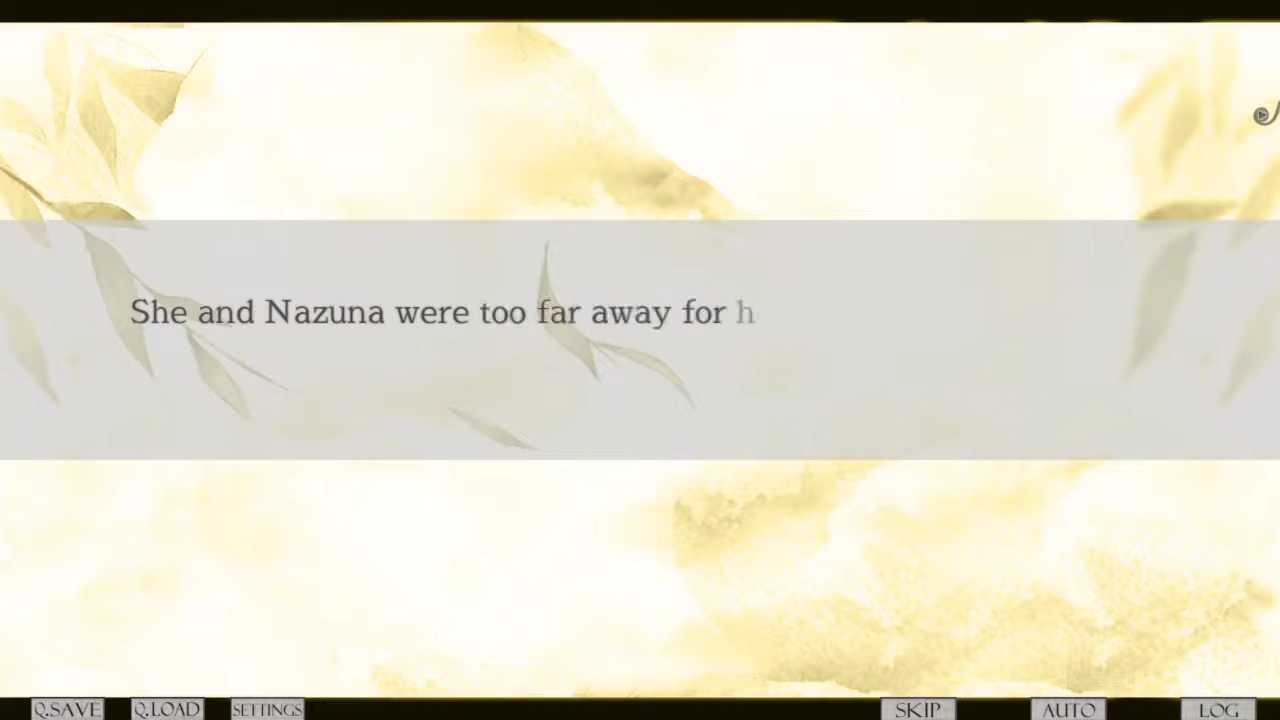 She and Nazuna were too far away for h
Q.SAVE
Q.LOAD
SETTINGS
SKIP
AUTO
LOG